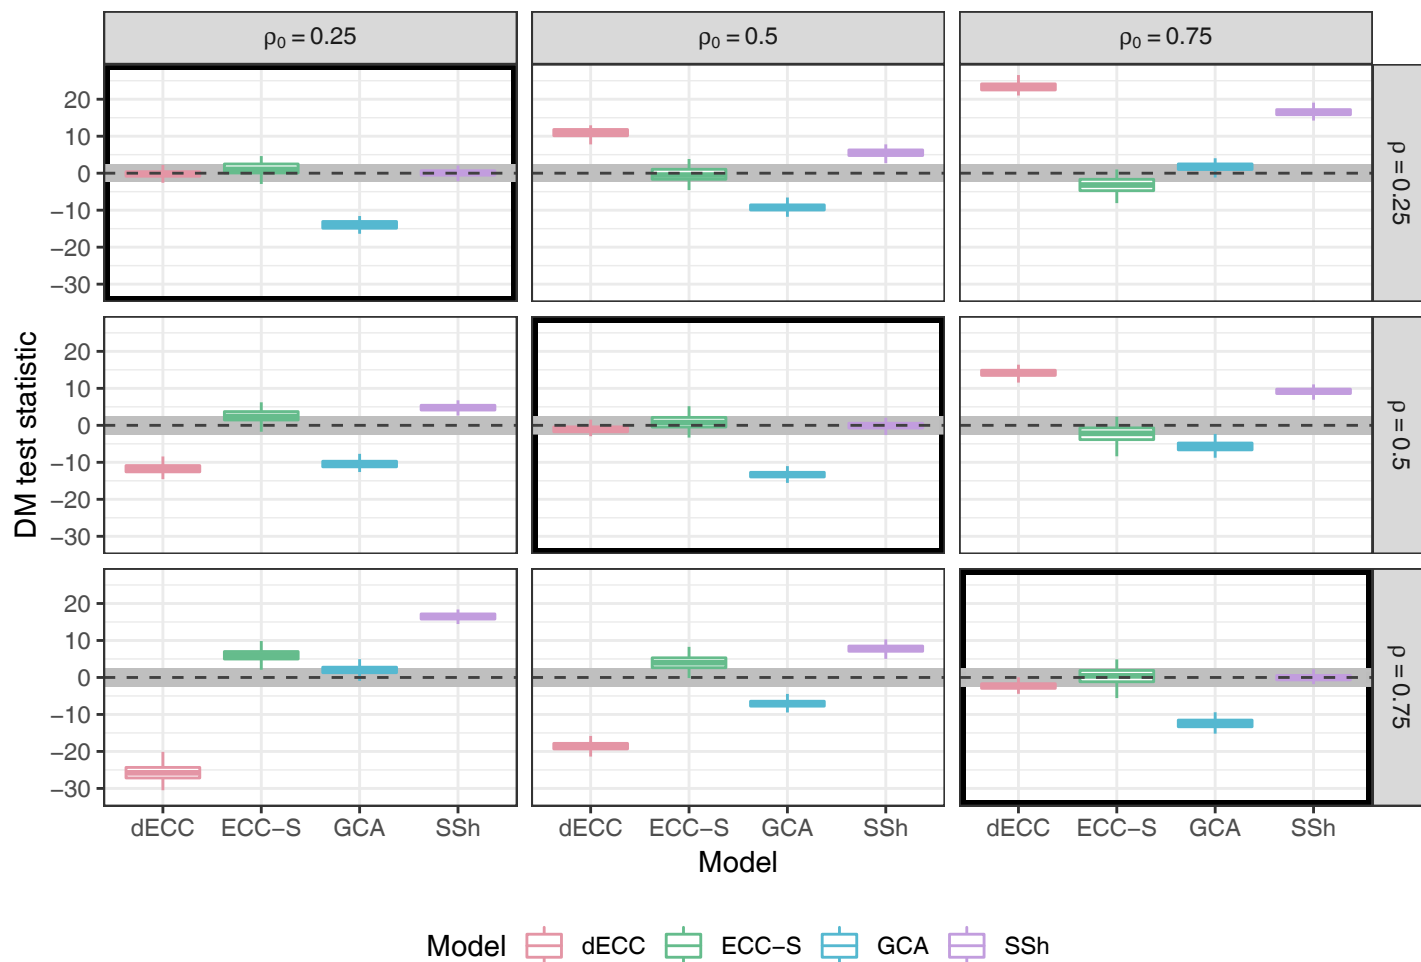 ρ₀ = 0.25 ρ₀ = 0.5 ρ₀ = 0.75
20
10
0
−10
−20
−30
ρ = 0.25
20
10
0
−10
−20
−30
ρ = 0.5
20
10
0
−10
−20
−30
ρ = 0.75
DM test statistic
dECC ECC−S GCA SSh dECC ECC−S GCA SSh dECC ECC−S GCA SSh
Model
Model dECC ECC−S GCA SSh